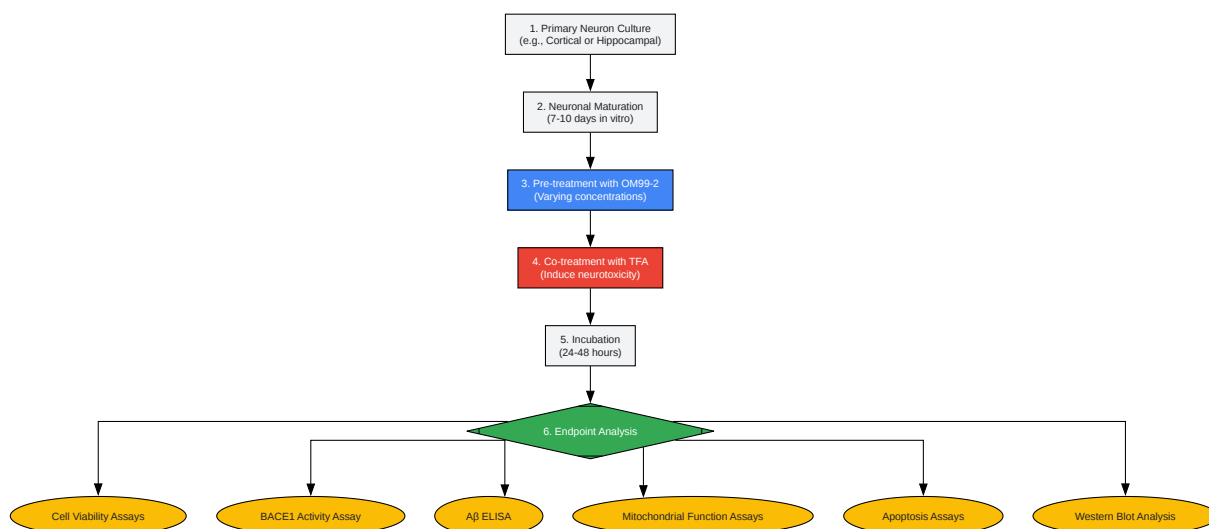 1. Primary Neuron Culture
(e.g., Cortical or Hippocampal)
2. Neuronal Maturation
(7-10 days in vitro)
3. Pre-treatment with OM99-2
(Varying concentrations)
4. Co-treatment with TFA
(Induce neurotoxicity)
5. Incubation
(24-48 hours)
6. Endpoint Analysis
Cell Viability Assays
BACE1 Activity Assay
Aβ ELISA
Mitochondrial Function Assays
Apoptosis Assays
Western Blot Analysis